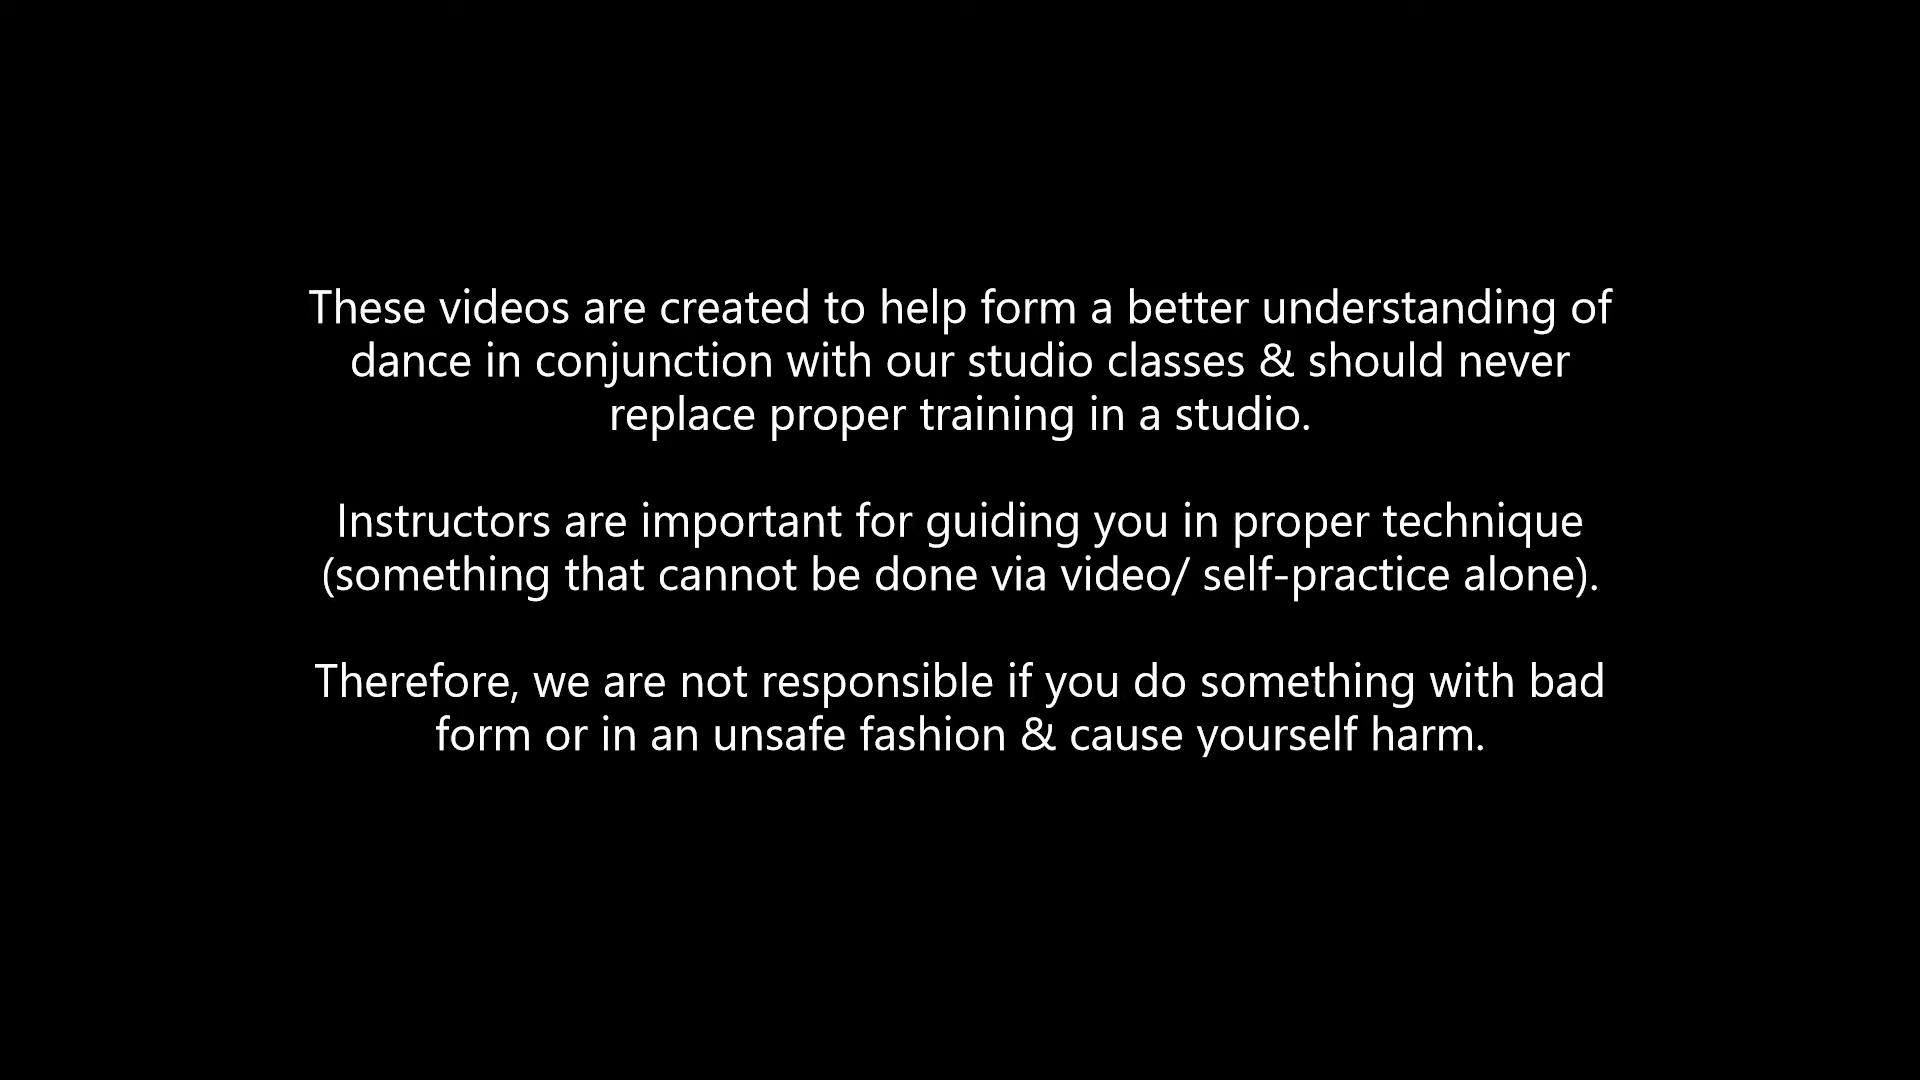 These videos are created to help form a better understanding of
dance in conjunction with our studio classes & should never
replace proper training in a studio.
Instructors are important for guiding you in proper technique
(something that cannot be done via video/ self-practice alone).
Therefore, we are not responsible if you do something with bad
form or in an unsafe fashion & cause yourself harm.